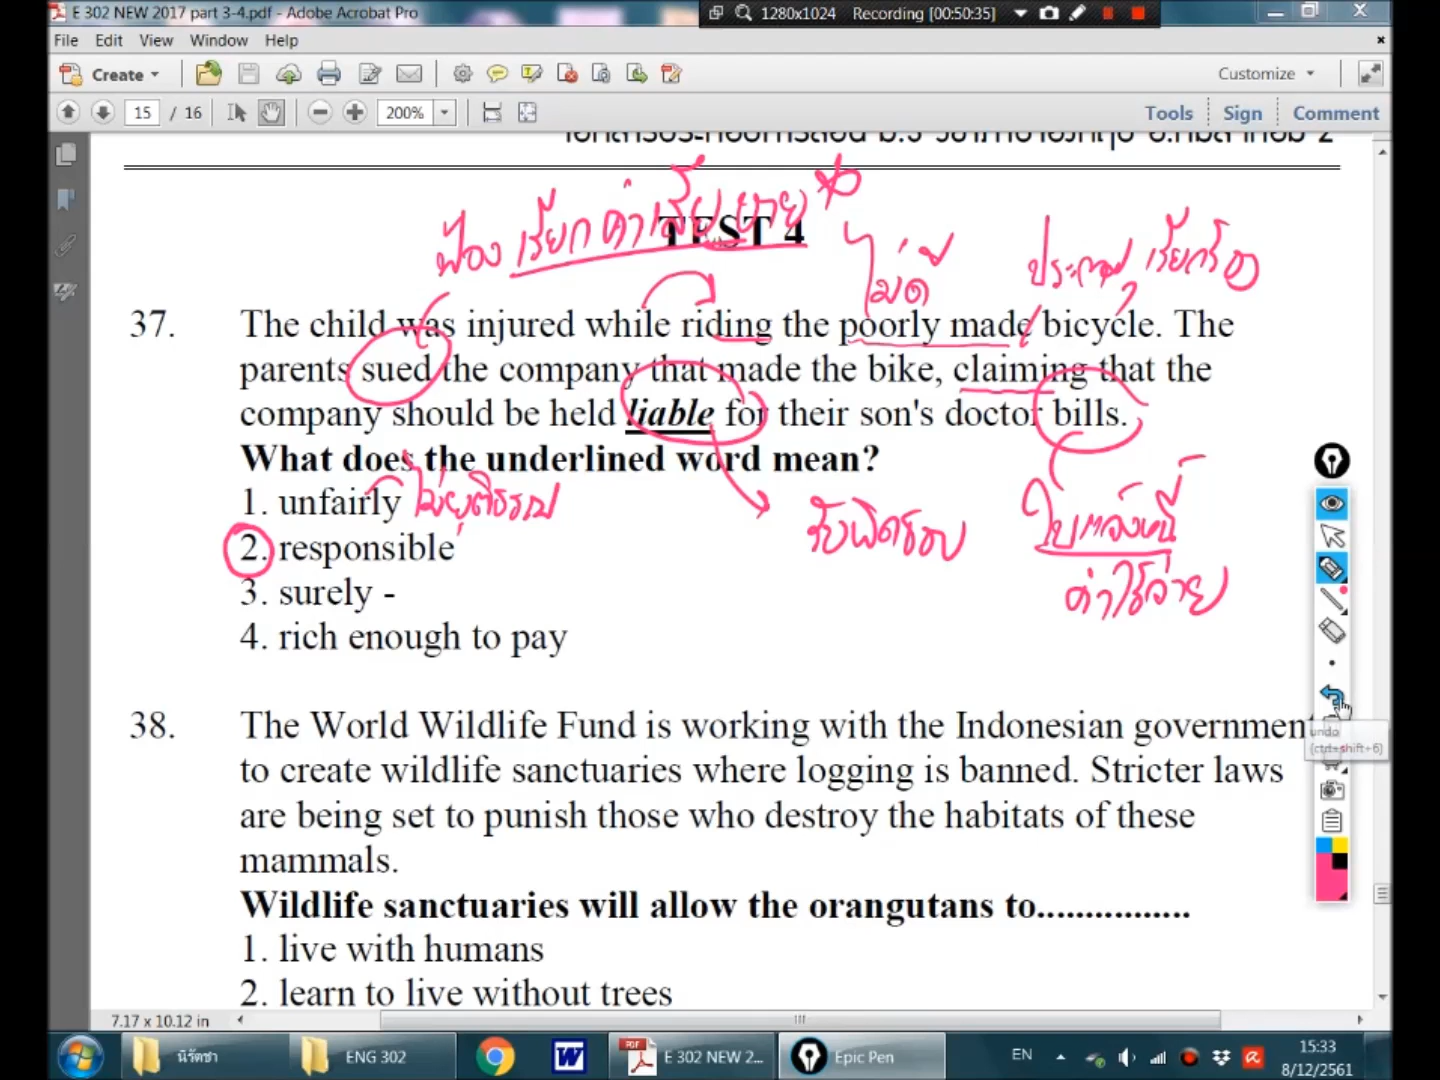 E 302 NEW 2017 part 3-4.pdf - Adobe Acrobat Pro
1280x1024 Recording [00:50:35]
File Edit View Window Help
Create Customize
15 / 16 200% Tools Sign Comment
TEST 4
ฟ้อง เรียกค่าเสียหาย
ไม่ดี
ประกาศ, เรียกร้อง
37. The child was injured while riding the poorly made bicycle. The
parents sued the company that made the bike, claiming that the
company should be held liable for their son's doctor bills.
What does the underlined word mean?
1. unfairly ไม่ยุติธรรม
2. responsible
รับผิดชอบ
ใบแจ้งหนี้
ค่าใช้จ่าย
3. surely -
4. rich enough to pay
38. The World Wildlife Fund is working with the Indonesian government
to create wildlife sanctuaries where logging is banned. Stricter laws
are being set to punish those who destroy the habitats of these
mammals.
Wildlife sanctuaries will allow the orangutans to................
1. live with humans
2. learn to live without trees
undo
(ctrl+shift+6)
7.17 x 10.12 in
นิรัตชา ENG 302 E 302 NEW 2... Epic Pen EN 15:33
8/12/2561